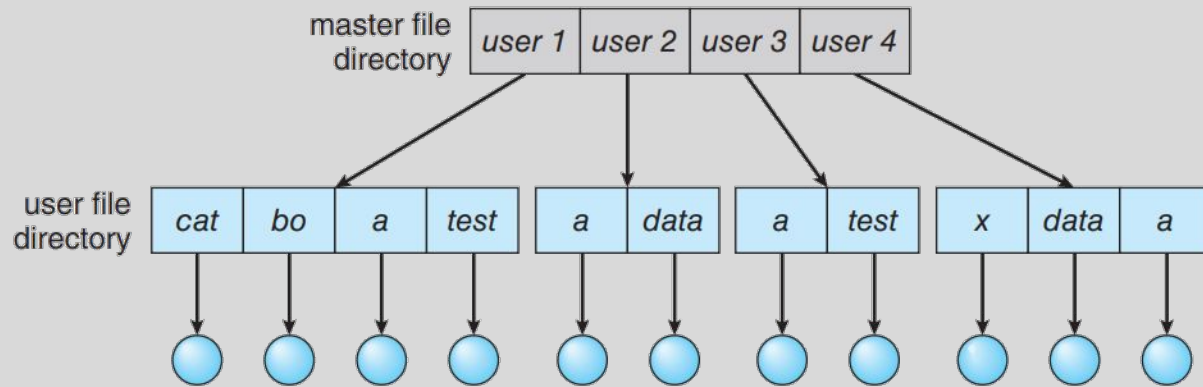 master file
directory
user 1 user 2 user 3 user 4
user file
directory
cat bo a test a data a test x data a